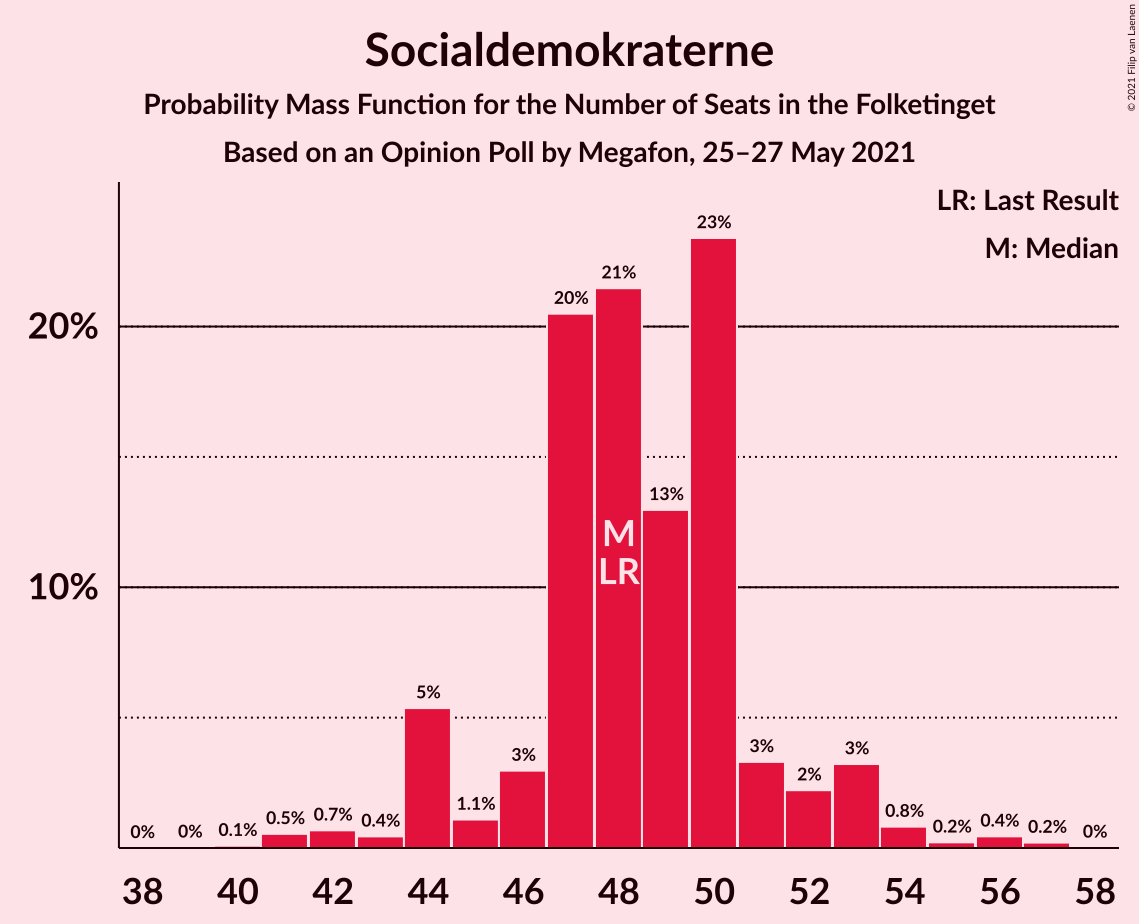 Socialdemokraterne
Probability Mass Function for the Number of Seats in the Folketinget
Based on an Opinion Poll by Megafon, 25–27 May 2021
© 2021 Filip van Laenen
LR: Last Result
M: Median
20%
10%
0%
0%
0.1%
0.5%
0.7%
0.4%
5%
1.1%
3%
20%
21%
13%
23%
3%
2%
3%
0.8%
0.2%
0.4%
0.2%
0%
M
LR
38 40 42 44 46 48 50 52 54 56 58